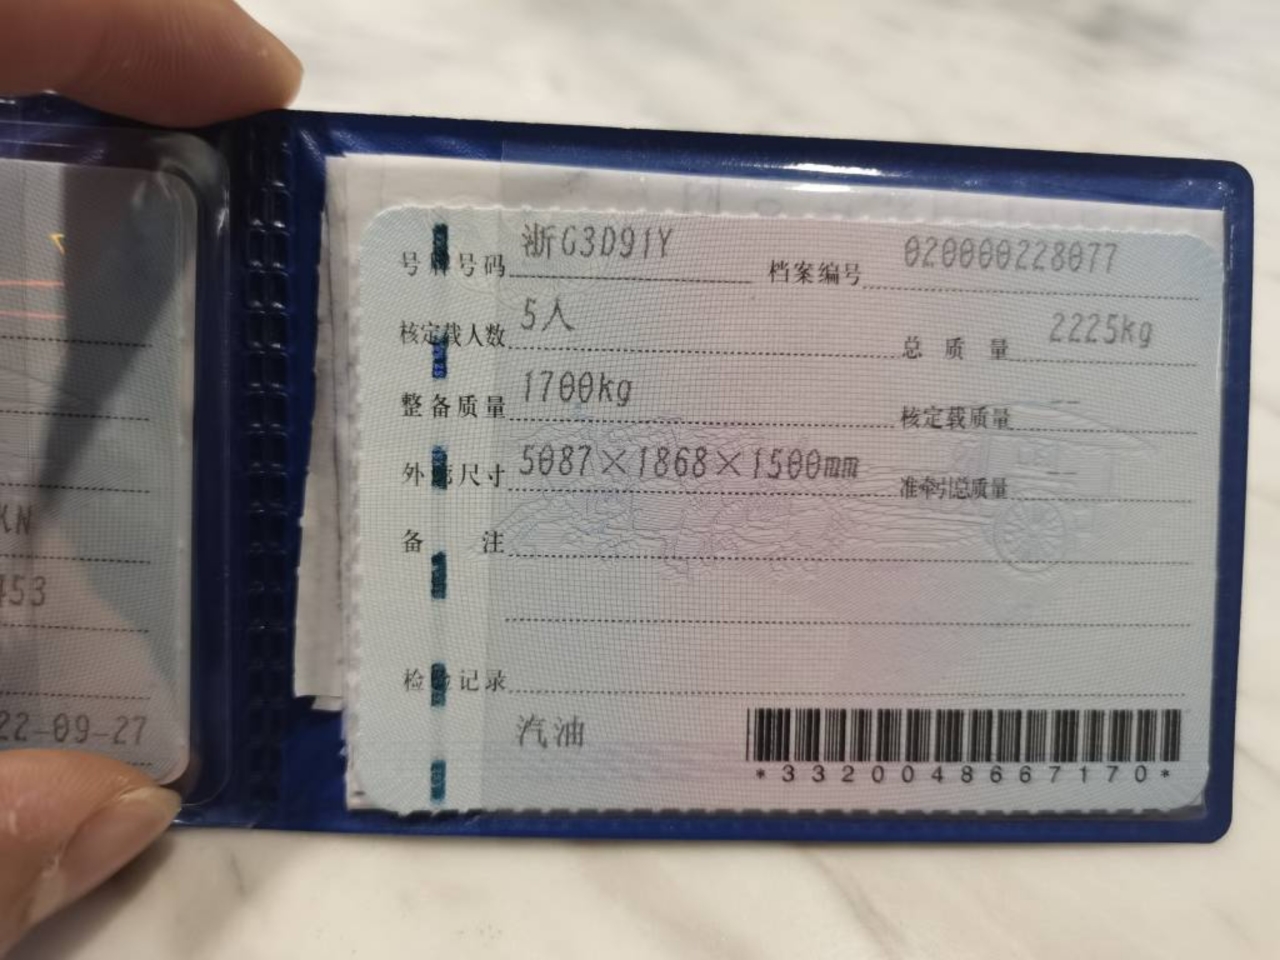 号牌号码 浙G3D91Y 档案编号 020000228077
核定载人数 5人 总质量 2225kg
整备质量 1700kg 核定载质量 --
外廓尺寸 5087×1868×1500mm 准牵引总质量 --
备注
检验记录
汽油
*3320048667170*
KN
453
22-09-27